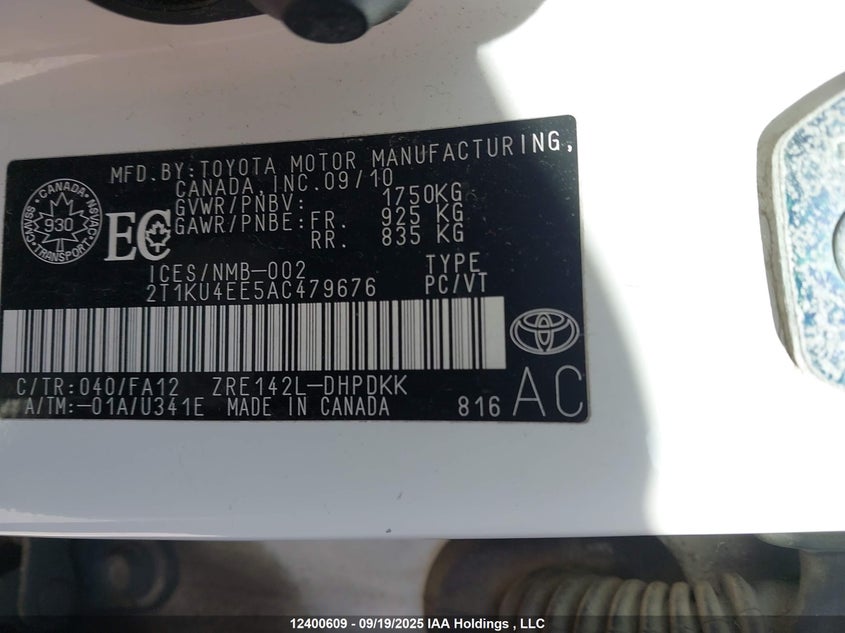 MFD.BY:TOYOTA MOTOR MANUFACTURING,
CANADA, INC. 09/10
GVWR/PNBV: 1750KG
GAWR/PNBE: FR. 925 KG
RR. 835 KG
CANADA
CMVSS 930 NSVAC
TRANSPORT
EC
ICES/NMB-002
TYPE
2T1KU4EE5AC479676 PC/VT
C/TR:040/FA12 ZRE142L-DHPDKK
A/TM:-01A/U341E MADE IN CANADA
816 AC
12400609 - 09/19/2025 IAA Holdings , LLC